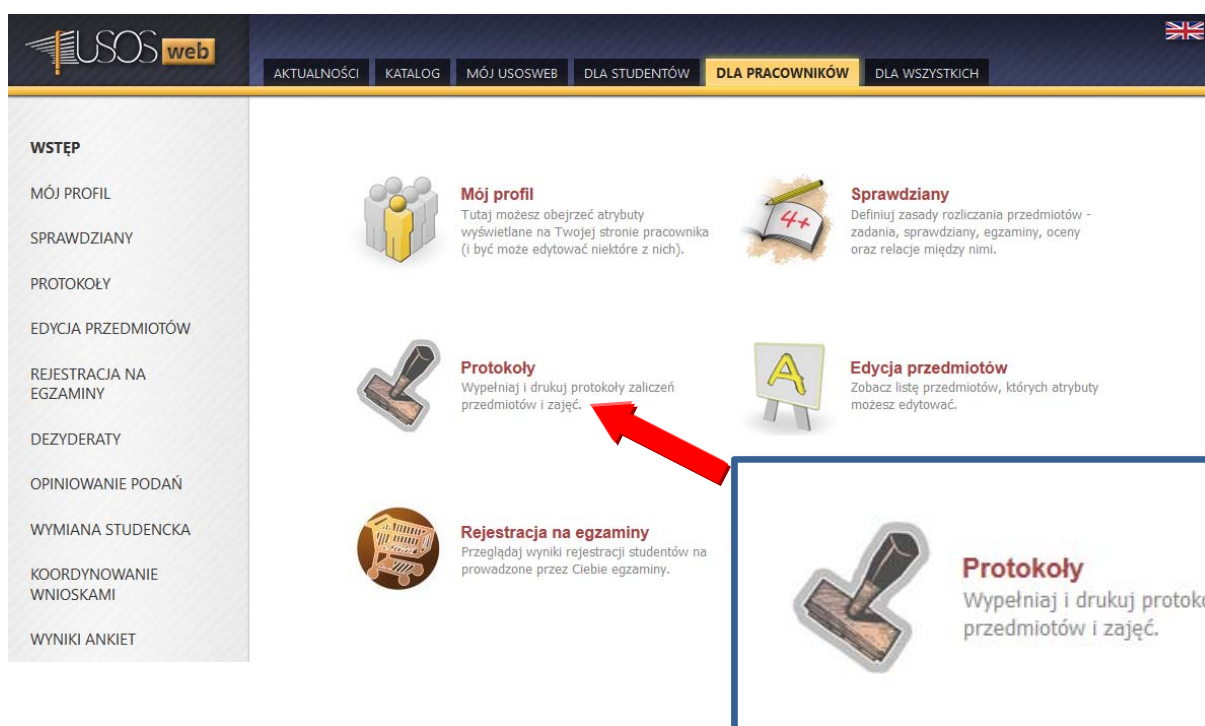 USOS web
AKTUALNOŚCI KATALOG MÓJ USOSWEB DLA STUDENTÓW DLA PRACOWNIKÓW DLA WSZYSTKICH
WSTĘP
MÓJ PROFIL
SPRAWDZIANY
PROTOKOŁY
EDYCJA PRZEDMIOTÓW
REJESTRACJA NA
EGZAMINY
DEZYDERATY
OPINIOWANIE PODAŃ
WYMIANA STUDENCKA
KOORDYNOWANIE
WNIOSKAMI
WYNIKI ANKIET
Mój profil
Tutaj możesz obejrzeć atrybuty
wyświetlane na Twojej stronie pracownika
(i być może edytować niektóre z nich).
4+
Sprawdziany
Definiuj zasady rozliczania przedmiotów -
zadania, sprawdziany, egzaminy, oceny
oraz relacje między nimi.
Protokoły
Wypełniaj i drukuj protokoły zaliczeń
przedmiotów i zajęć.
A
Edycja przedmiotów
Zobacz listę przedmiotów, których atrybuty
możesz edytować.
Rejestracja na egzaminy
Przeglądaj wyniki rejestracji studentów na
prowadzone przez Ciebie egzaminy.
Protokoły
Wypełniaj i drukuj protoko
przedmiotów i zajęć.